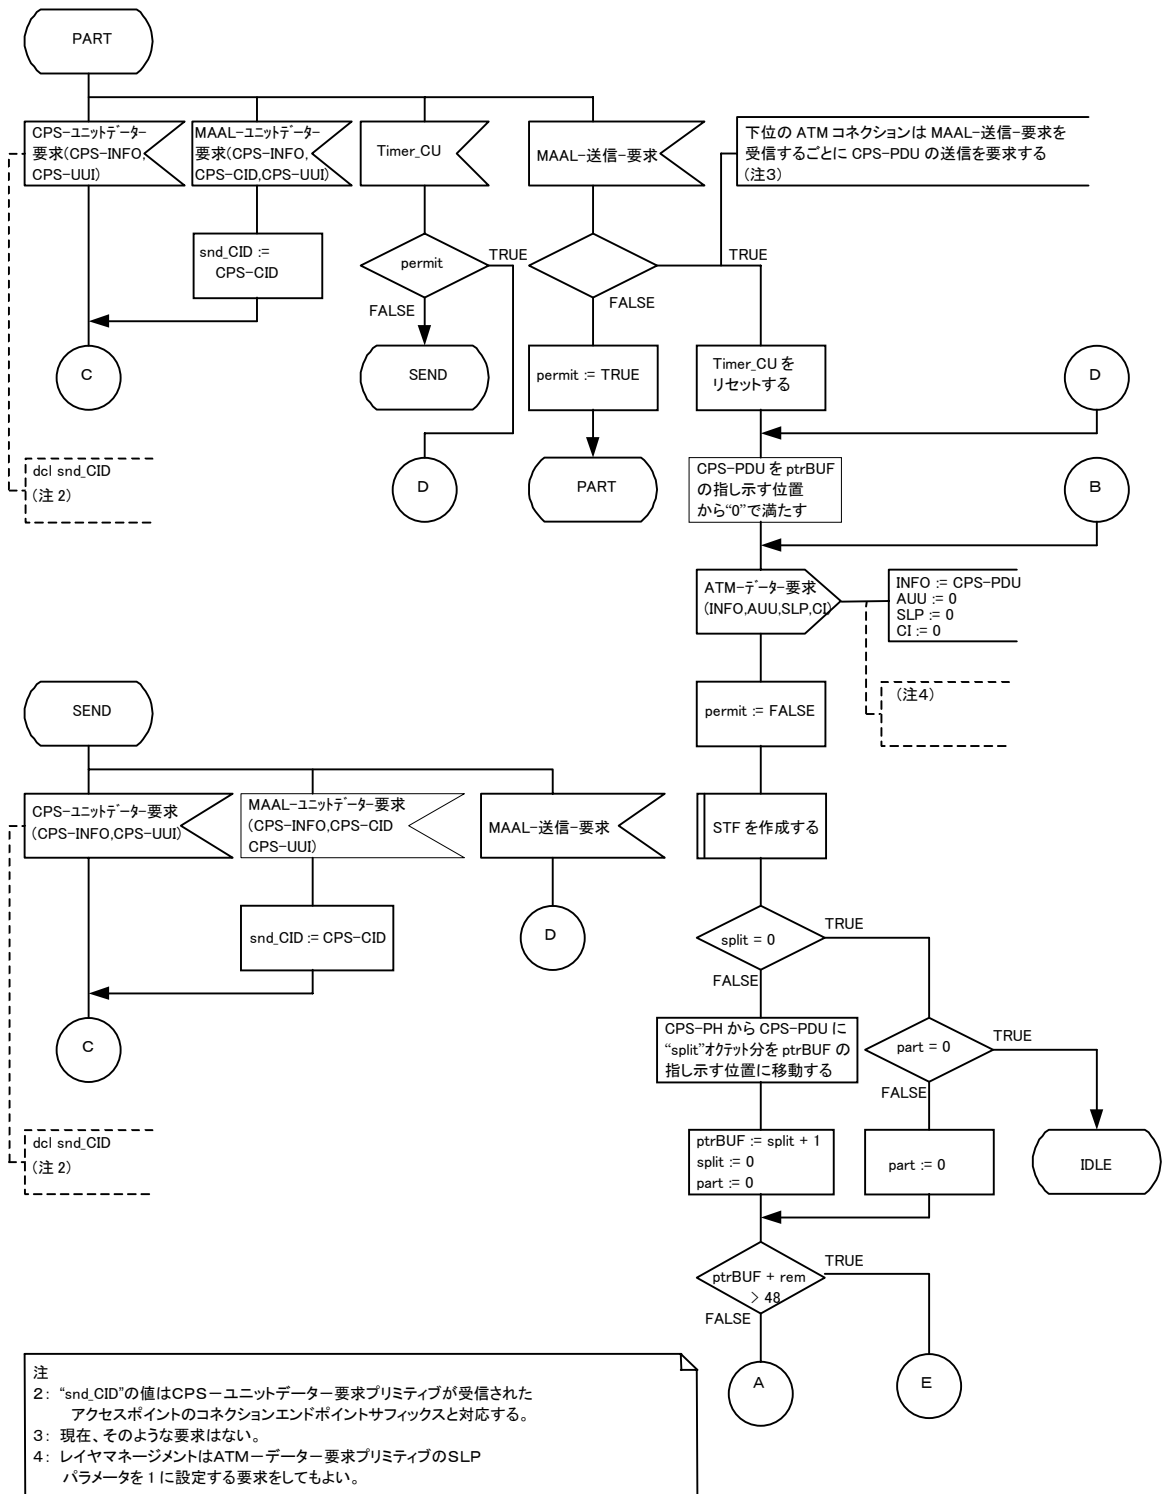 PART
CPS-ユニットデーター
要求(CPS-INFO,
CPS-UUI)
MAAL-ユニットデーター
要求(CPS-INFO,
CPS-CID,CPS-UUI)
Timer_CU
MAAL-送信-要求
下位の ATM コネクションは MAAL-送信-要求を
受信するごとに CPS-PDU の送信を要求する
(注3)
snd_CID :=
CPS-CID
permit
TRUE
FALSE
TRUE
FALSE
C
SEND
permit := TRUE
Timer_CU を
リセットする
D
dcl snd_CID
(注 2)
D
PART
CPS-PDU を ptrBUF
の指し示す位置
から“0”で満たす
B
ATM-データー要求
(INFO,AUU,SLP,CI)
INFO := CPS-PDU
AUU := 0
SLP := 0
CI := 0
(注4)
permit := FALSE
SEND
CPS-ユニットデーター要求
(CPS-INFO,CPS-UUI)
MAAL-ユニットデーター要求
(CPS-INFO,CPS-CID
CPS-UUI)
MAAL-送信-要求
STF を作成する
snd_CID := CPS-CID
D
split = 0
TRUE
FALSE
C
CPS-PH から CPS-PDU に
“split”オクテット分を ptrBUF の
指し示す位置に移動する
part = 0
TRUE
FALSE
dcl snd_CID
(注 2)
ptrBUF := split + 1
split := 0
part := 0
part := 0
IDLE
ptrBUF + rem
> 48
TRUE
FALSE
A
E
注
2: “snd_CID”の値はCPS-ユニットデーター要求プリミティブが受信された
アクセスポイントのコネクションエンドポイントサフィックスと対応する。
3: 現在、そのような要求はない。
4: レイヤマネージメントはATM-データー要求プリミティブのSLP
パラメータを 1 に設定する要求をしてもよい。